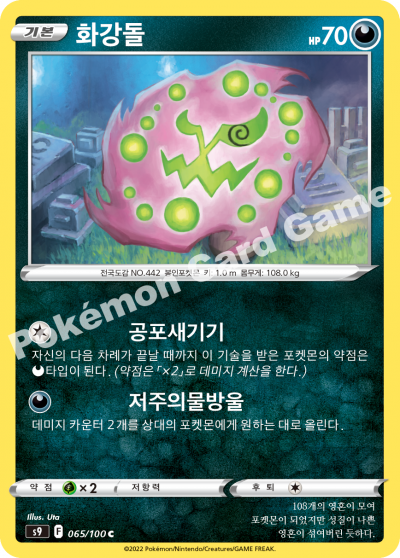 기본 화강돌 HP 70
전국도감 NO.442 봉인포켓몬 키: 1.0 m 몸무게: 108.0 kg
Pokémon Card Game
공포새기기
자신의 다음 차례가 끝날 때까지 이 기술을 받은 포켓몬의 약점은
타입이 된다. (약점은 「×2」로 데미지 계산을 한다.)
저주의물방울
데미지 카운터 2개를 상대의 포켓몬에게 원하는 대로 올린다.
약점 ×2 저항력 후퇴
Illus. Uta
s9 F 065/100 C
108개의 영혼이 모여
포켓몬이 되었지만 성질이 나쁜
영혼이 섞여버린 듯하다.
©2022 Pokémon/Nintendo/Creatures/GAME FREAK.